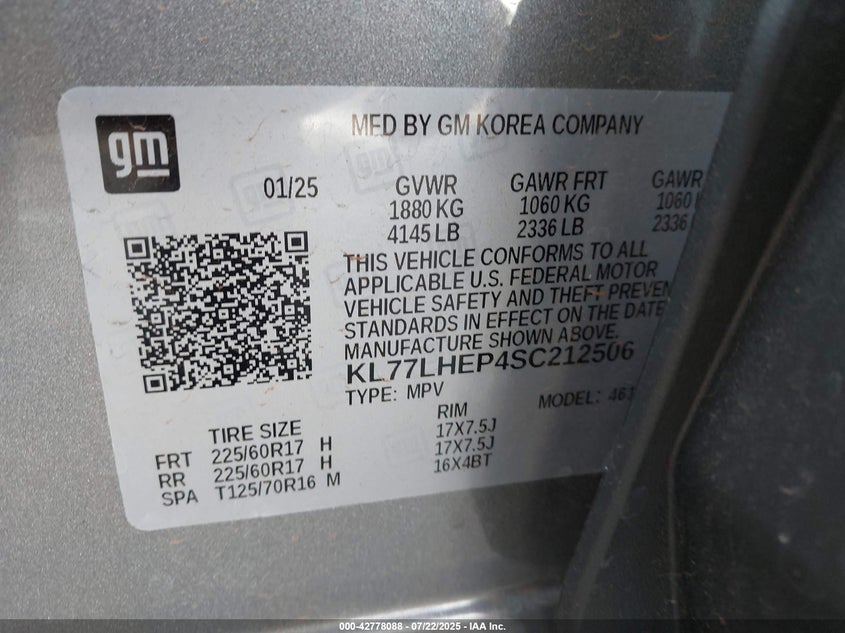 gm
MFD BY GM KOREA COMPANY
01/25
GVWR
1880 KG
4145 LB
GAWR FRT
1060 KG
2336 LB
GAWR
1060
2336
THIS VEHICLE CONFORMS TO ALL
APPLICABLE U.S. FEDERAL MOTOR
VEHICLE SAFETY AND THEFT PREVEN
STANDARDS IN EFFECT ON THE DATE
MANUFACTURE SHOWN ABOVE.
KL77LHEP4SC212506
TYPE: MPV
MODEL: 461
TIRE SIZE
RIM
FRT 225/60R17 H 17X7.5J
RR 225/60R17 H 17X7.5J
SPA T125/70R16 M 16X4BT
000-42778088 - 07/22/2025 - IAA Inc.